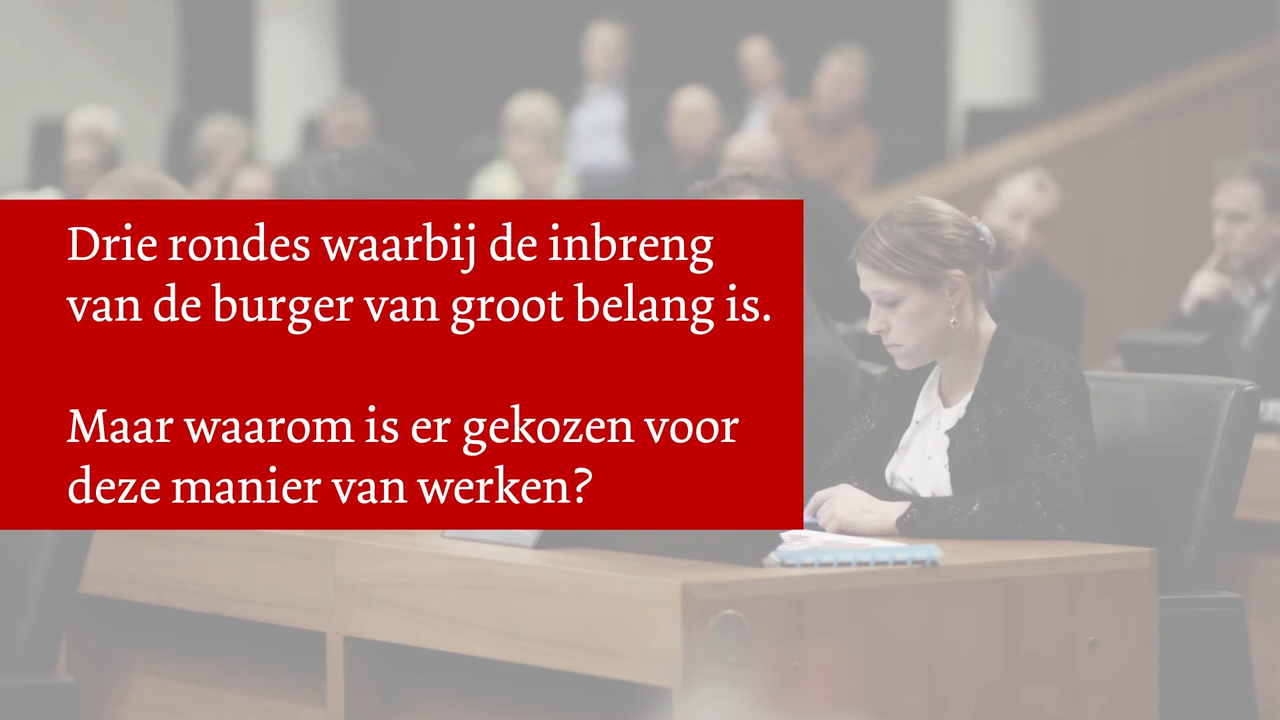 Drie rondes waarbij de inbreng
van de burger van groot belang is.
Maar waarom is er gekozen voor
deze manier van werken?